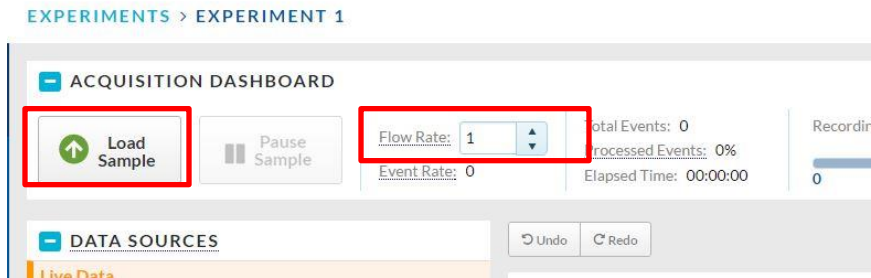 EXPERIMENTS > EXPERIMENT 1
ACQUISITION DASHBOARD
Load
Sample
Pause
Sample
Flow Rate: 1
Event Rate: 0
Total Events: 0
Processed Events: 0%
Elapsed Time: 00:00:00
Recordin
0
DATA SOURCES
Undo
Redo
Live Data